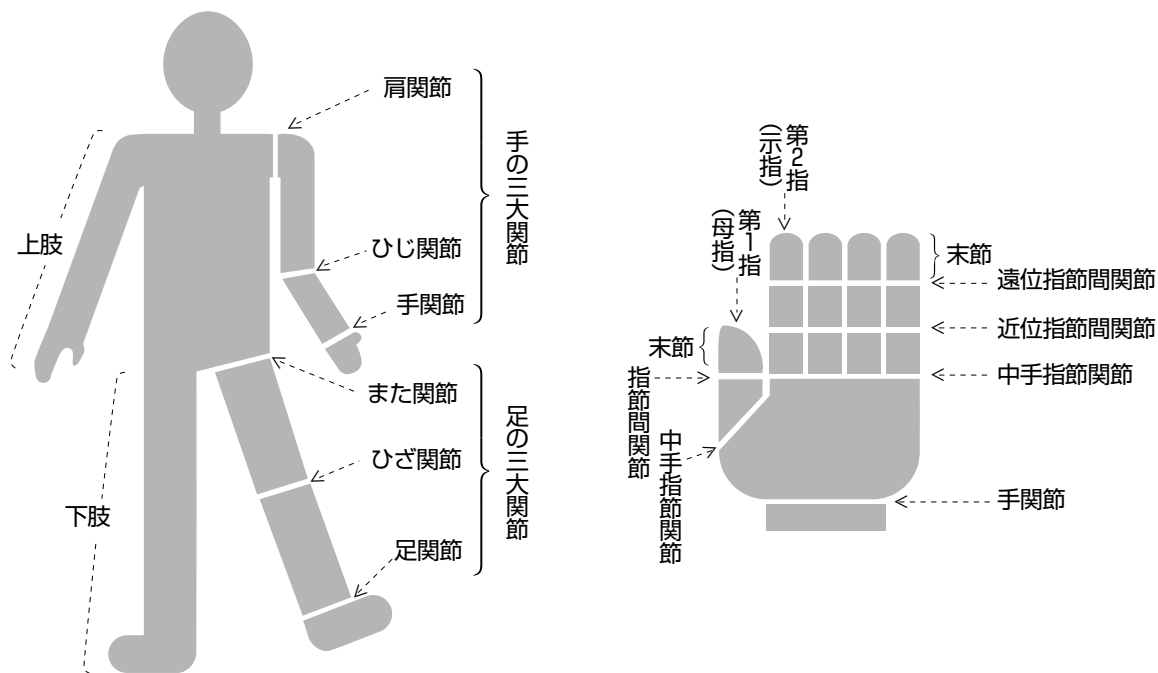 肩関節
手の三大関節
上肢
ひじ関節
手関節
また関節
足の三大関節
ひざ関節
下肢
足関節
第2指
(示指)
第1指
(母指)
末節
遠位指節間関節
近位指節間関節
末節
中手指節関節
指節間関節
中手指節関節
手関節